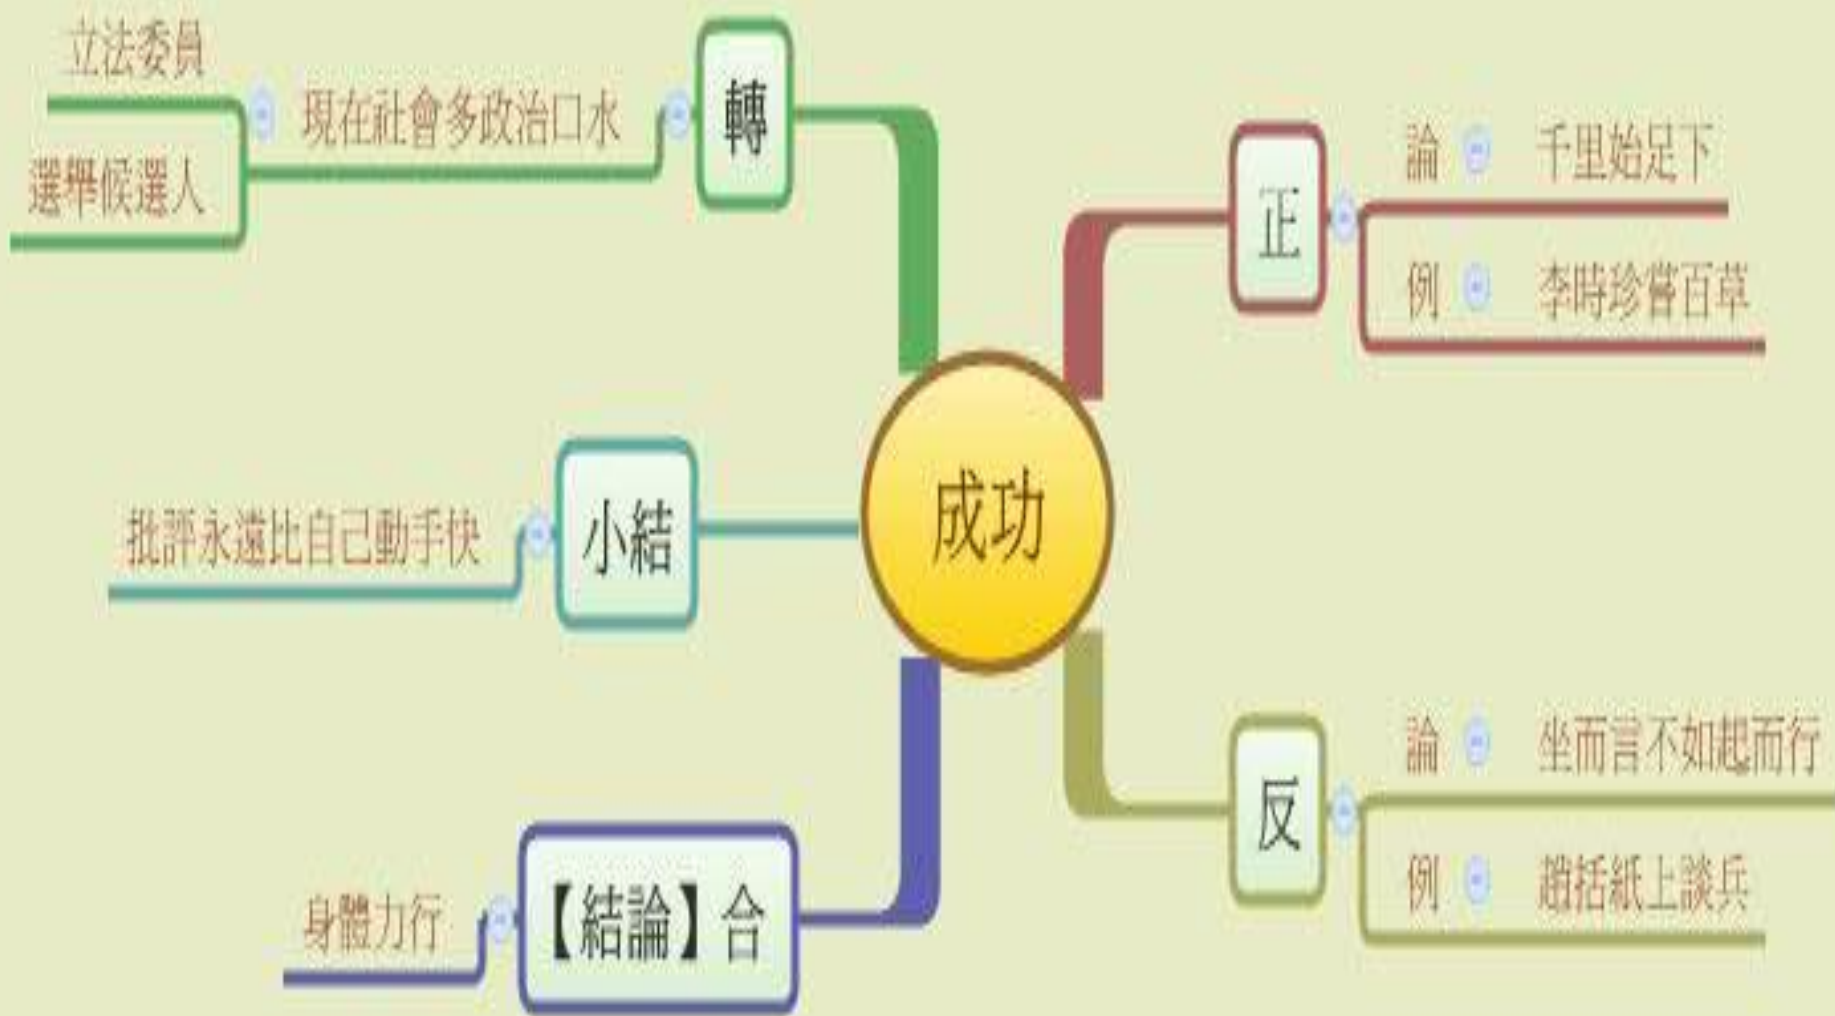 成功
正
論 千里始足下
例 李時珍嘗百草
反
論 坐而言不如起而行
例 趙括紙上談兵
轉
現在社會多政治口水
立法委員
選舉候選人
小結
批評永遠比自己動手快
【結論】合
身體力行